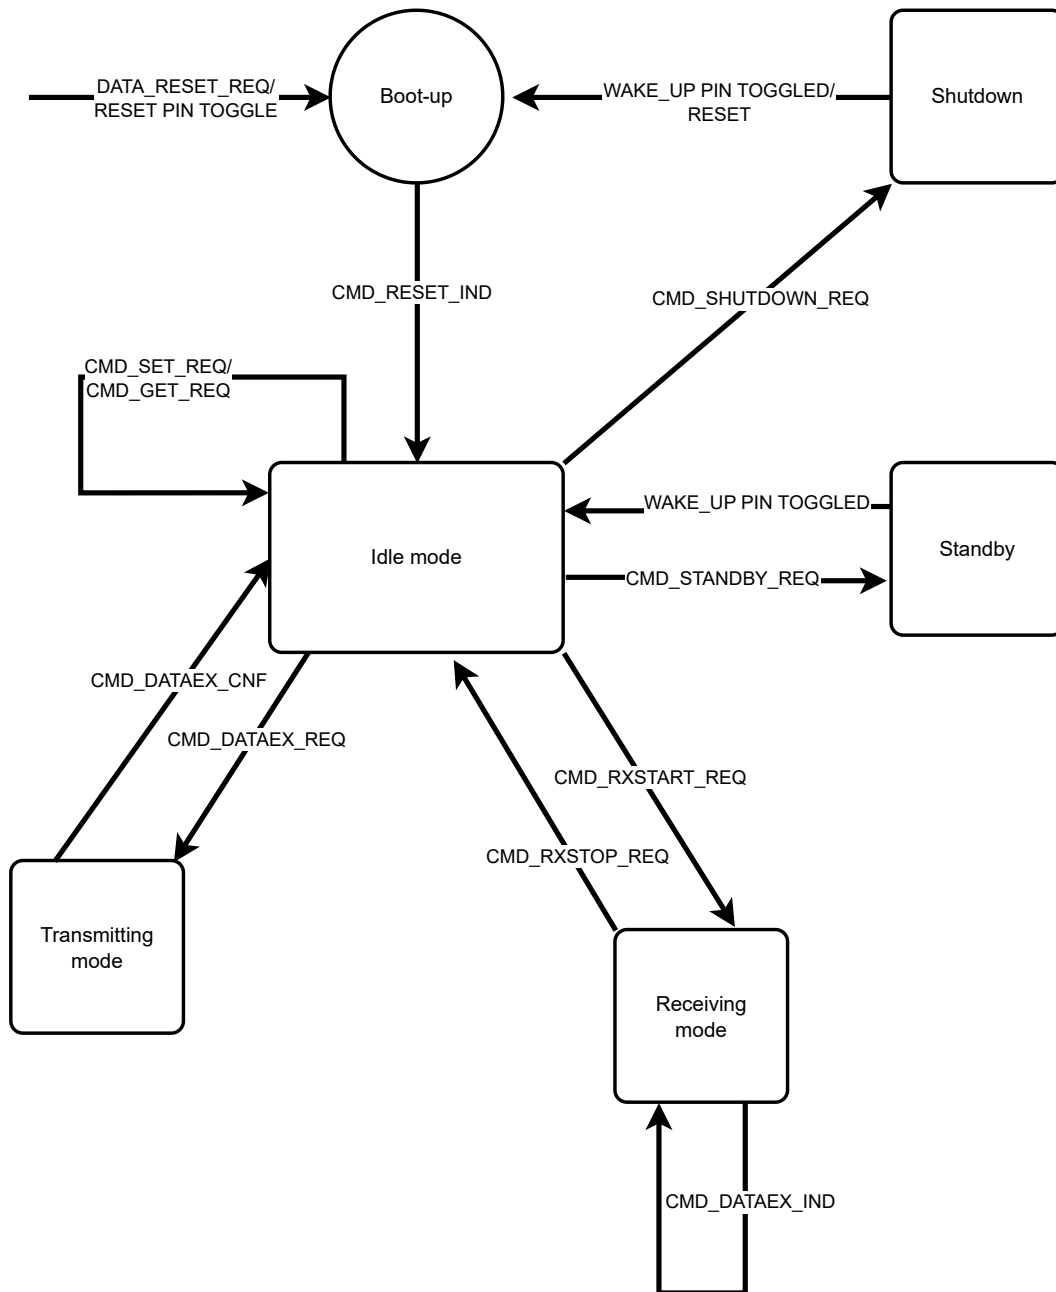 DATA_RESET_REQ/
RESET PIN TOGGLE
Boot-up
WAKE_UP PIN TOGGLED/
RESET
Shutdown
CMD_RESET_IND
CMD_SHUTDOWN_REQ
CMD_SET_REQ/
CMD_GET_REQ
WAKE_UP PIN TOGGLED
Idle mode
Standby
CMD_STANDBY_REQ
CMD_DATAEX_CNF
CMD_DATAEX_REQ
CMD_RXSTART_REQ
CMD_RXSTOP_REQ
Transmitting
mode
Receiving
mode
CMD_DATAEX_IND